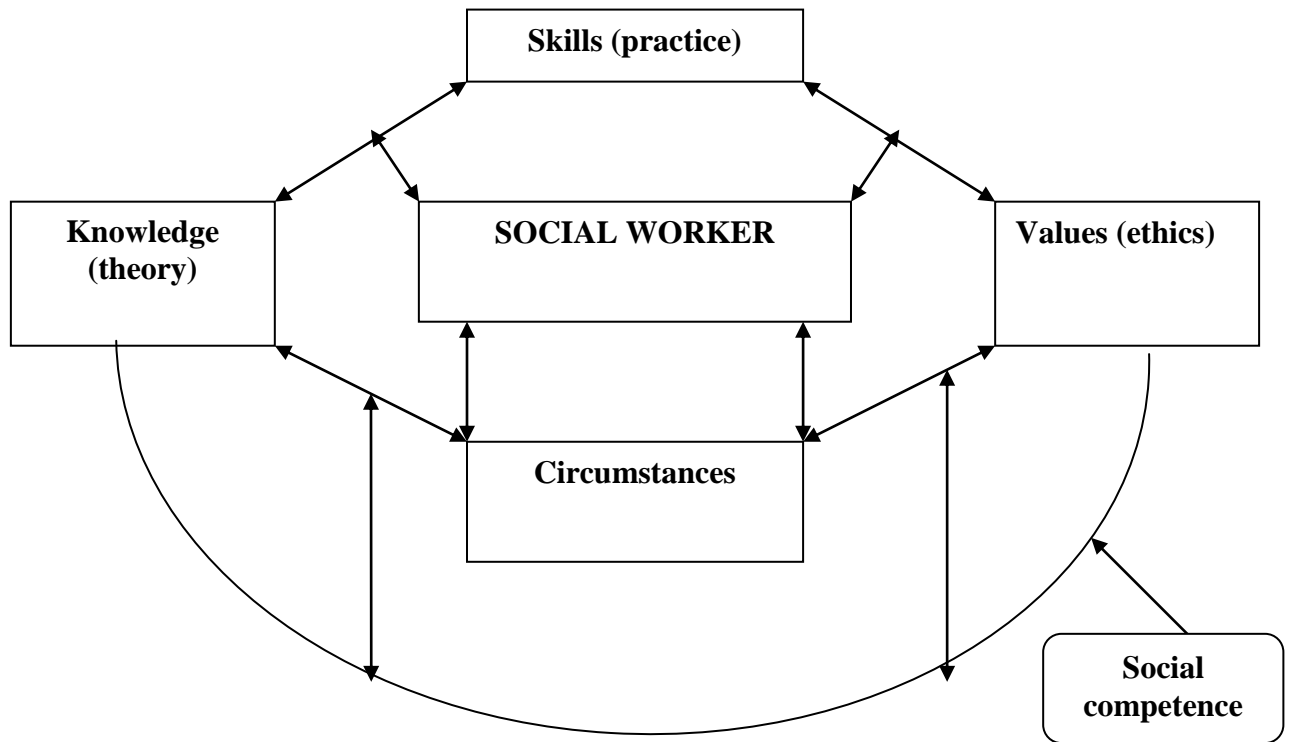 Skills (practice)
Knowledge
(theory)
SOCIAL WORKER
Values (ethics)
Circumstances
Social
competence